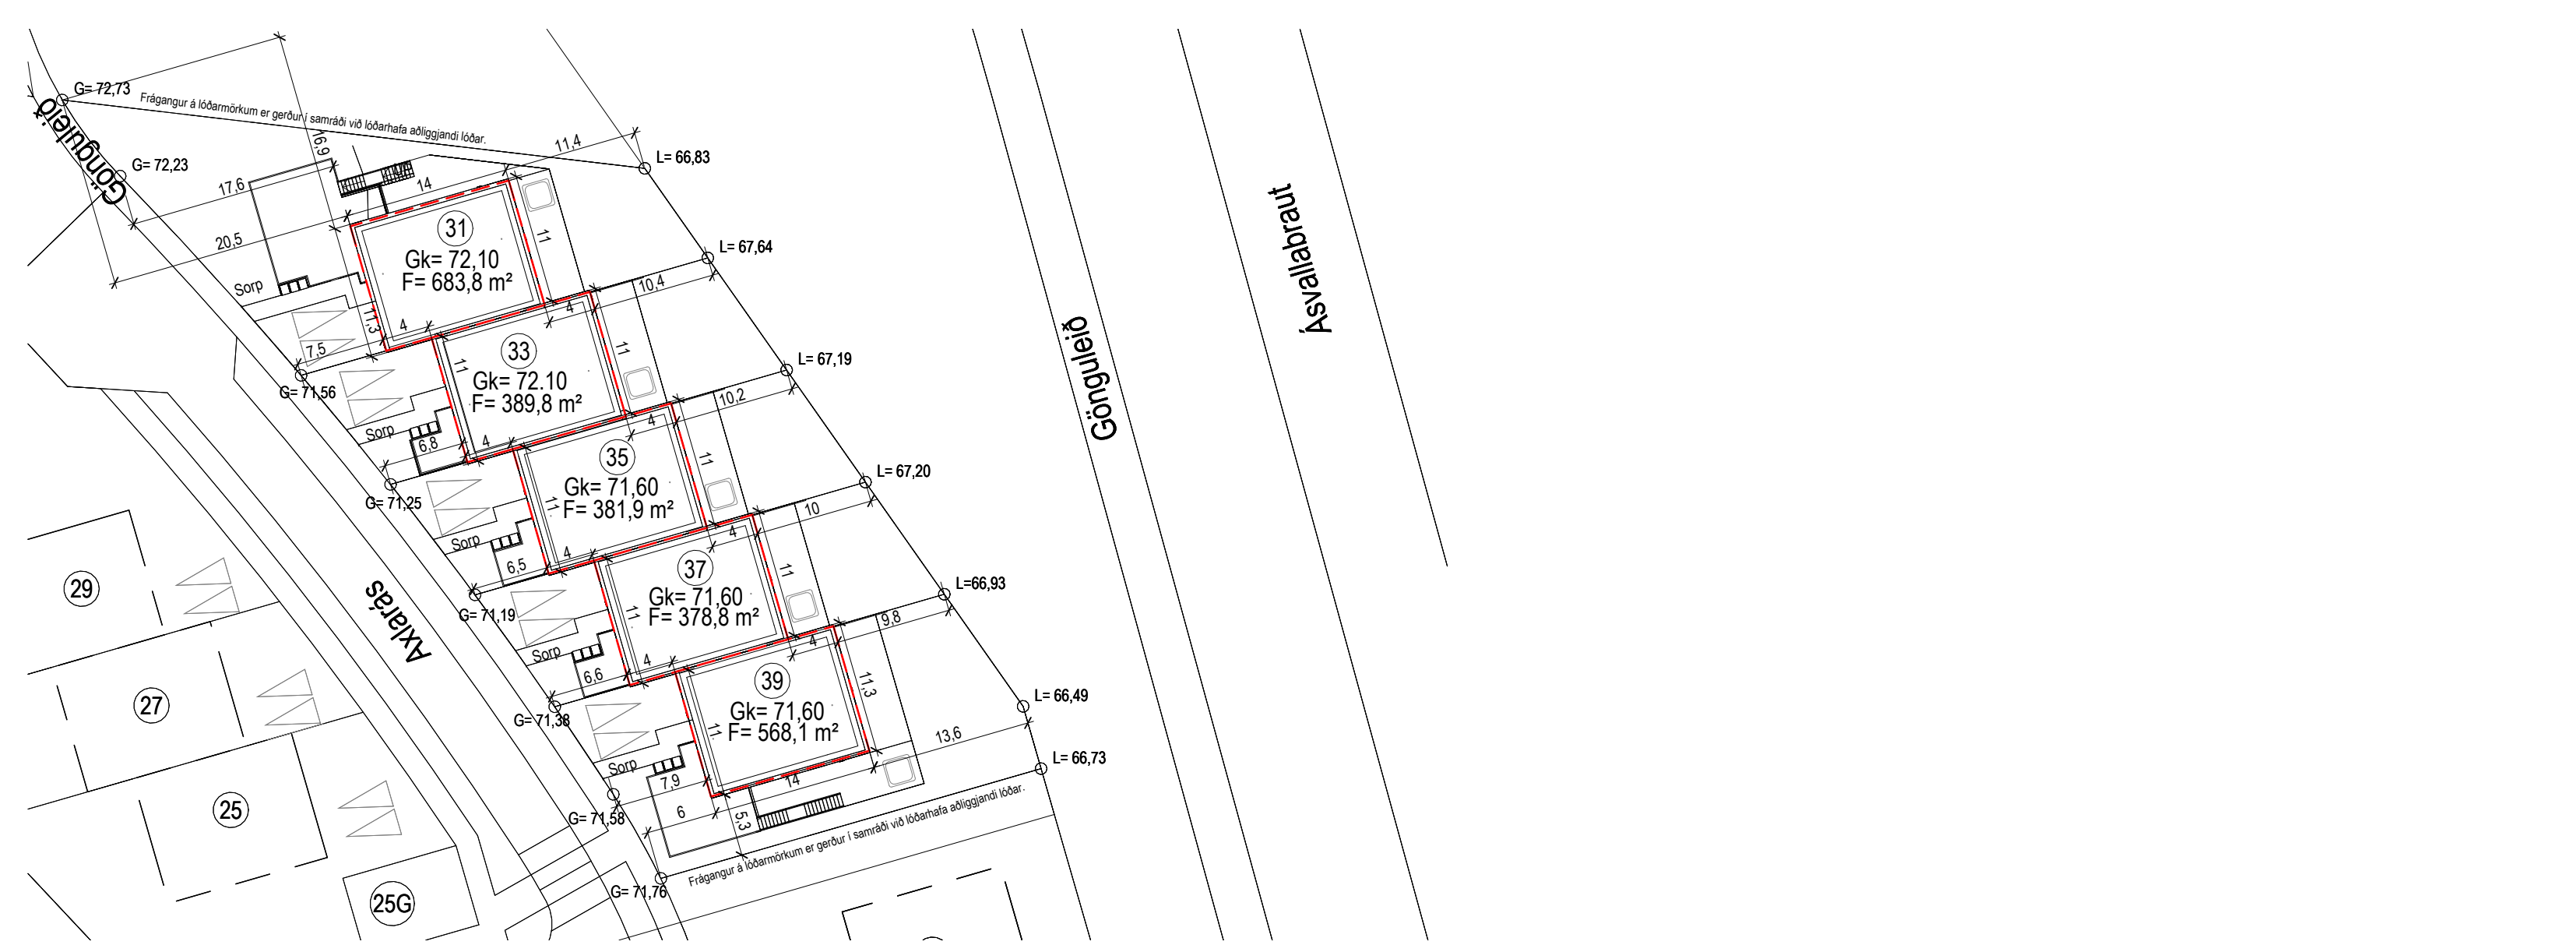 G= 72,73
Frágangur á lóðarmörkum er gerður í samráði við lóðarhafa aðliggjandi lóðar.
Gönguleið
G= 72,23
16,9
11,4
L= 66,83
17,6
14
20,5
31
Gk= 72,10
F= 683,8 m²
11
L= 67,64
Sorp
11,3
4
7,5
10,4
4
G= 71,56
33
Gk= 72.10
F= 389,8 m²
11
11
L= 67,19
Sorp
6,8
4
10,2
4
G= 71,25
35
Gk= 71,60
F= 381,9 m²
11
11
L= 67,20
Sorp
6,5
4
10
4
G= 71,19
37
Gk= 71,60
F= 378,8 m²
11
11
L=66,93
Sorp
6,6
4
9,8
4
G= 71,38
39
Gk= 71,60
F= 568,1 m²
11
11,3
L= 66,49
Sorp
7,9
14
13,6
L= 66,73
G= 71,58
6
5,3
Frágangur á lóðarmörkum er gerður í samráði við lóðarhafa aðliggjandi lóðar.
G= 71,76
Axlarás
29
27
25
25G
Gönguleið
Ásvallabraut